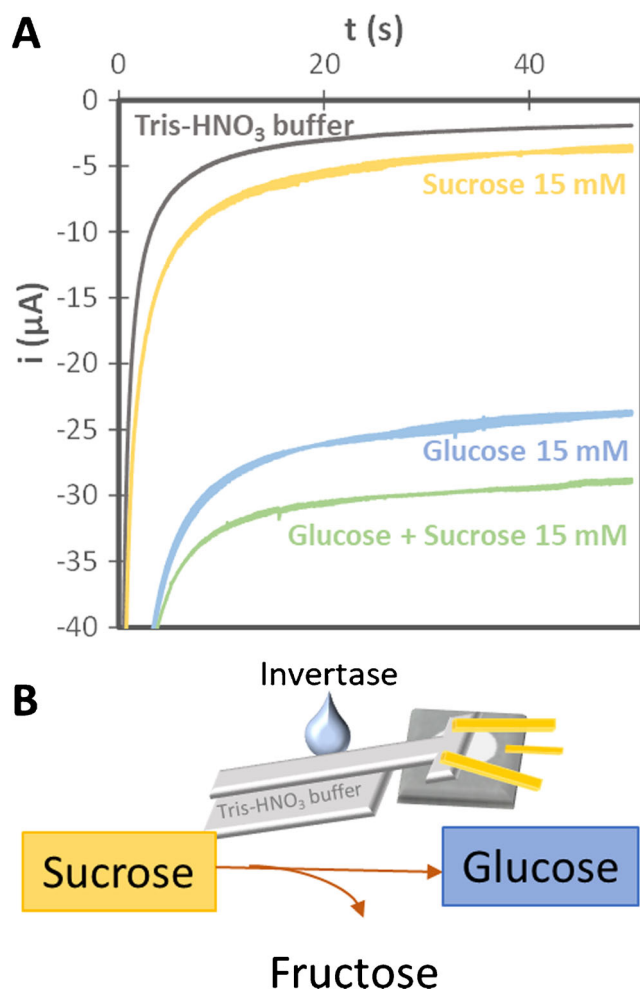 A
t (s)
0 20 40
0
Tris-HNO₃ buffer
-5
Sucrose 15 mM
-10
-15
i (µA)
-20
-25
Glucose 15 mM
-30
Glucose + Sucrose 15 mM
-35
-40
B
Invertase
Tris-HNO₃ buffer
Sucrose
Glucose
Fructose